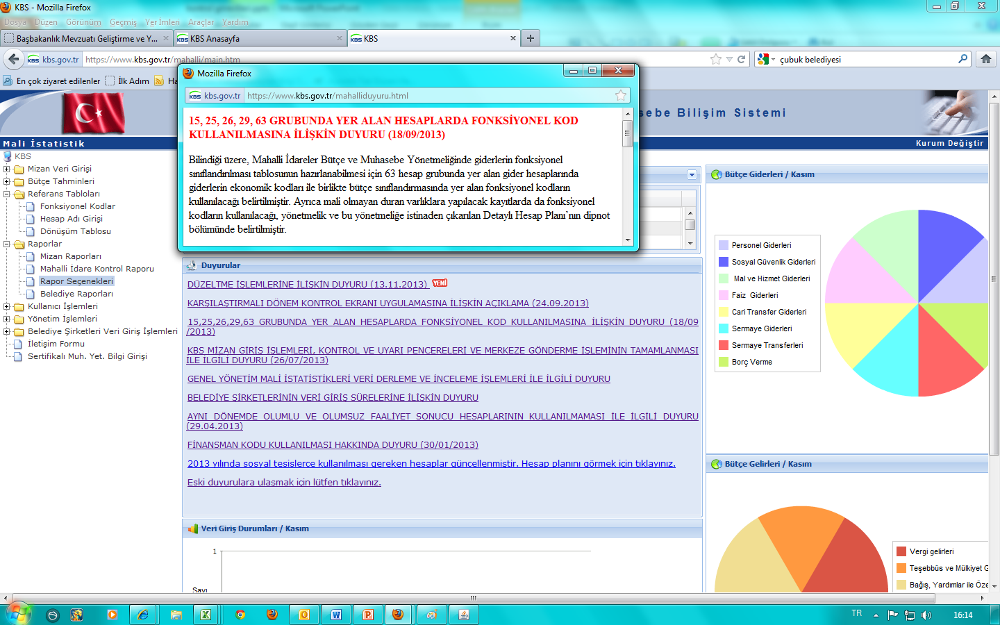 KBS - Mozilla Firefox
Dosya Düzen Görünüm Geçmiş Yer İmleri Araçlar Yardım
Başbakanlık Mevzuatı Geliştirme ve Y...
KBS KBS Anasayfa
KBS KBS
KBS kbs.gov.tr
https://www.kbs.gov.tr/mahalli/main.htm
çubuk belediyesi
En çok ziyaret edilenler
İlk Adım
Ha
Mozilla Firefox
KBS kbs.gov.tr
https://www.kbs.gov.tr/mahalliduyuru.html
15, 25, 26, 29, 63 GRUBUNDA YER ALAN HESAPLARDA FONKSİYONEL KOD
KULLANILMASINA İLİŞKİN DUYURU (18/09/2013)
Bilindiği üzere, Mahalli İdareler Bütçe ve Muhasebe Yönetmeliğinde giderlerin fonksiyonel
sınıflandırılması tablosunun hazırlanabilmesi için 63 hesap grubunda yer alan gider hesaplarında
giderlerin ekonomik kodları ile birlikte bütçe sınıflandırmasında yer alan fonksiyonel kodların
kullanılacağı belirtilmiştir. Ayrıca mali olmayan duran varlıklara yapılacak kayıtlarda da fonksiyonel
kodların kullanılacağı, yönetmelik ve bu yönetmeliğe istinaden çıkarılan Detaylı Hesap Planı’nın dipnot
bölümünde belirtilmiştir.
sebe Bilişim Sistemi
Mali İstatistik
Kurum Değiştir
KBS
Mizan Veri Girişi
Bütçe Tahminleri
Referans Tabloları
Fonksiyonel Kodlar
Hesap Adı Girişi
Dönüşüm Tablosu
Raporlar
Mizan Raporları
Mahalli İdare Kontrol Raporu
Rapor Seçenekleri
Belediye Raporları
Kullanıcı İşlemleri
Yönetim İşlemleri
Belediye Şirketleri Veri Giriş İşlemleri
İletişim Formu
Sertifikalı Muh. Yet. Bilgi Girişi
Duyurular
DÜZELTME İŞLEMLERİNE İLİŞKİN DUYURU (13.11.2013) YENİ
KARŞILAŞTIRMALI DÖNEM KONTROL EKRANI UYGULAMASINA İLİŞKİN AÇIKLAMA (24.09.2013)
15,25,26,29,63 GRUBUNDA YER ALAN HESAPLARDA FONKSİYONEL KOD KULLANILMASINA İLİŞKİN DUYURU (18/09
/2013)
KBS MİZAN GİRİŞ İŞLEMLERİ, KONTROL VE UYARI PENCERELERİ VE MERKEZE GÖNDERME İŞLEMİNİN TAMAMLANMASI
İLE İLGİLİ DUYURU (26/07/2013)
GENEL YÖNETİM MALİ İSTATİSTİKLERİ VERİ DERLEME VE İNCELEME İŞLEMLERİ İLE İLGİLİ DUYURU
BELEDİYE ŞİRKETLERİNİN VERİ GİRİŞ SÜRELERİNE İLİŞKİN DUYURU
AYNI DÖNEMDE OLUMLU VE OLUMSUZ FAALİYET SONUCU HESAPLARININ KULLANILMAMASI İLE İLGİLİ DUYURU
(29.04.2013)
FİNANSMAN KODU KULLANILMASI HAKKINDA DUYURU (30/01/2013)
2013 yılında sosyal tesislerce kullanılması gereken hesaplar güncellenmiştir. Hesap planını görmek için tıklayınız.
Eski duyurulara ulaşmak için lütfen tıklayınız.
Veri Giriş Durumları / Kasım
1
Sayı
Bütçe Giderleri / Kasım
Personel Giderleri
Sosyal Güvenlik Giderleri
Mal ve Hizmet Giderleri
Faiz Giderleri
Cari Transfer Giderleri
Sermaye Giderleri
Sermaye Transferleri
Borç Verme
Bütçe Gelirleri / Kasım
Vergi gelirleri
Teşebbüs ve Mülkiyet G
Bağış, Yardımlar ile Öze
TR
16:14